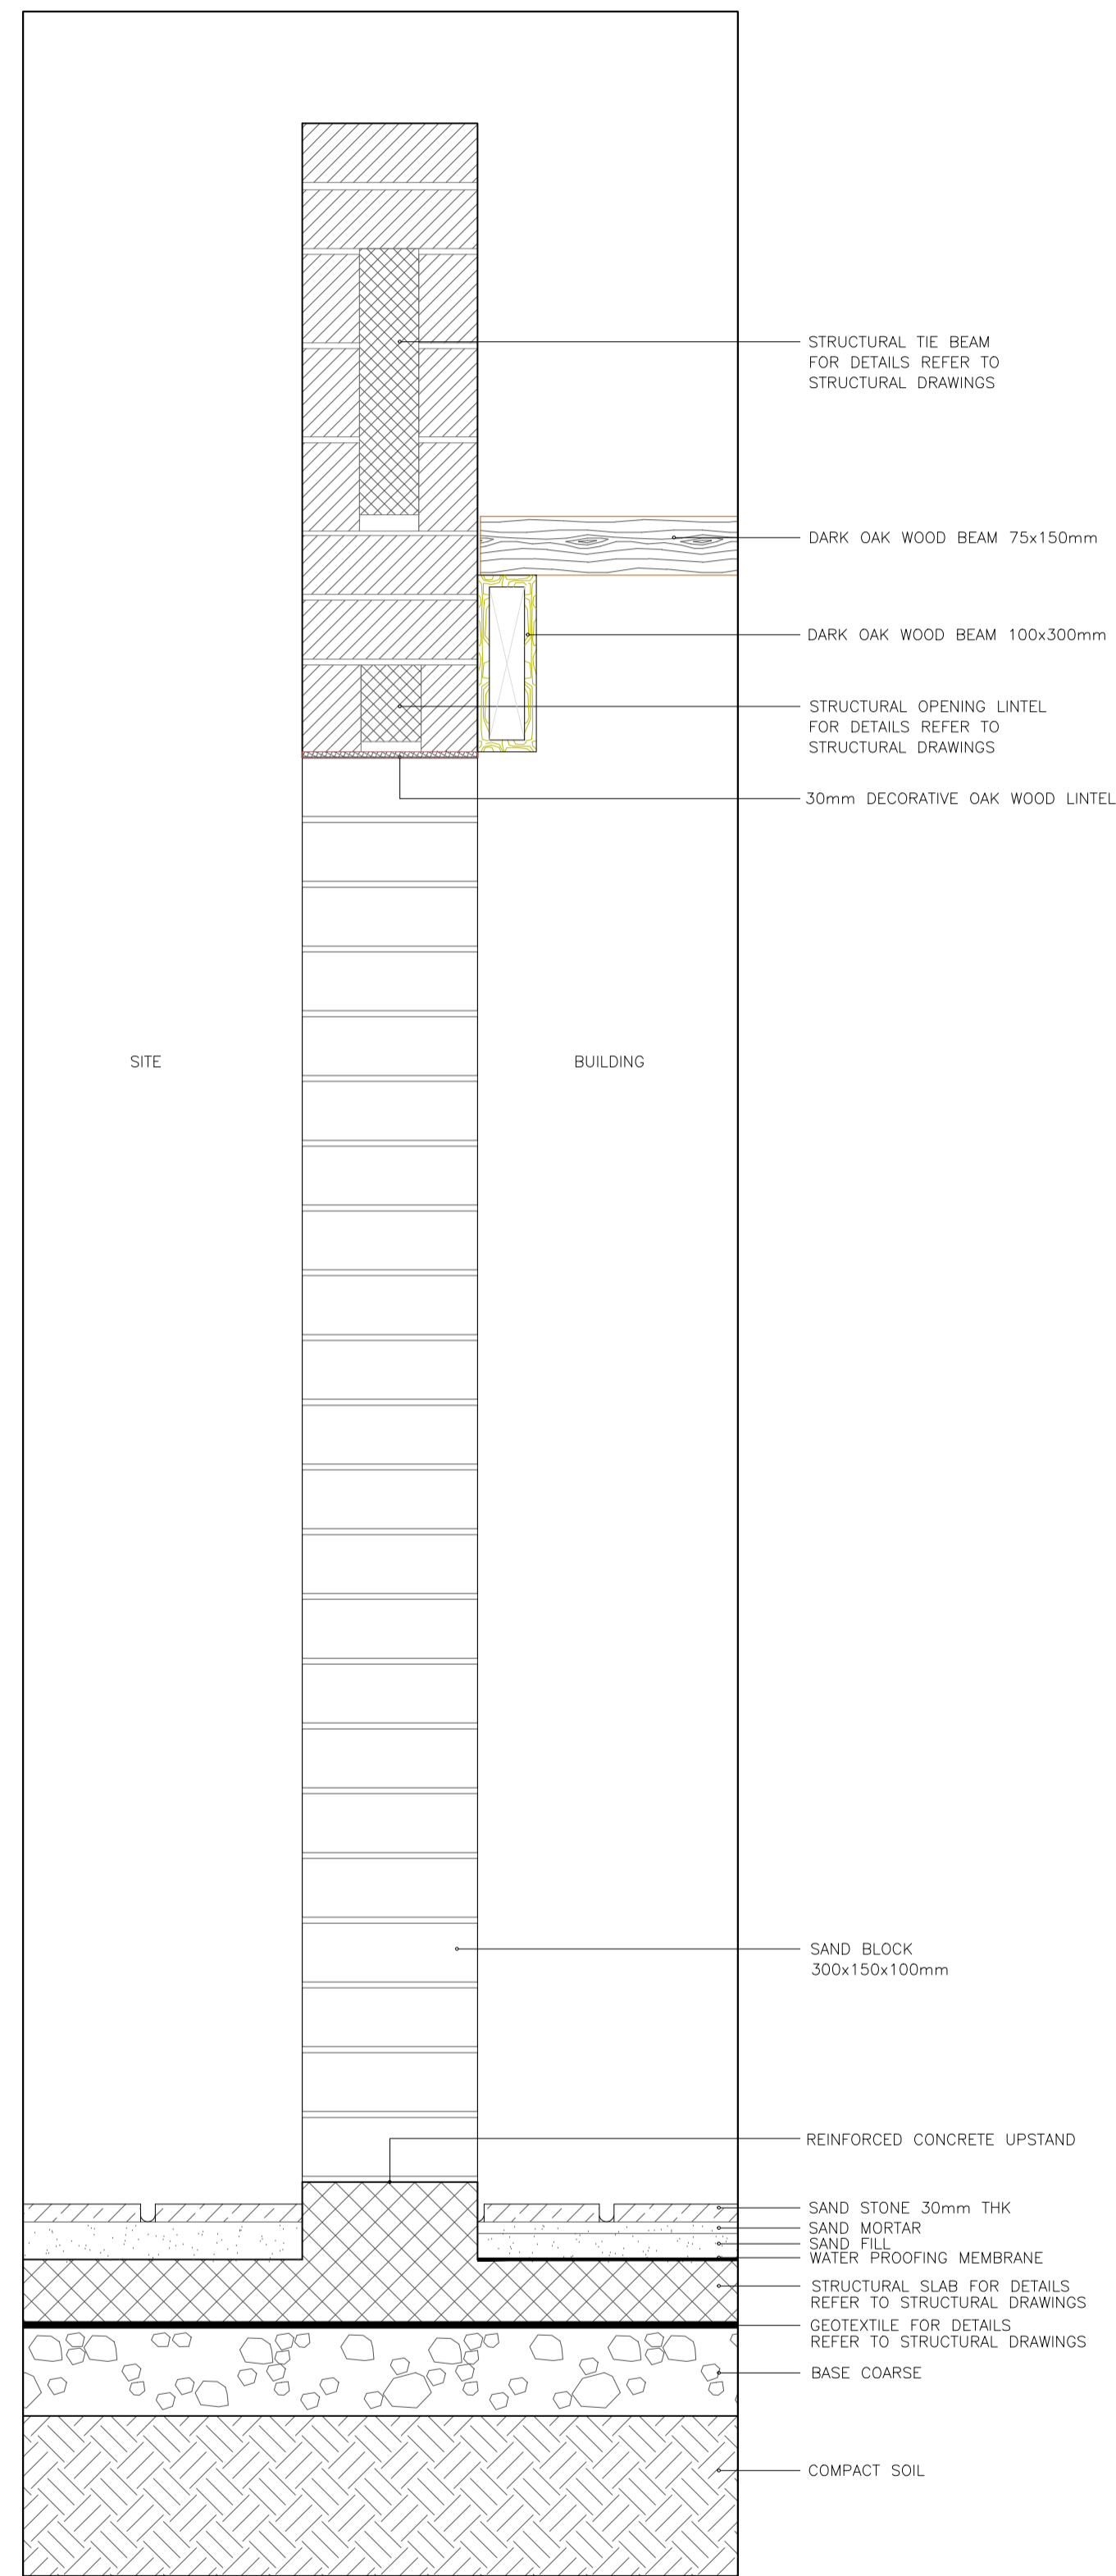 STRUCTURAL TIE BEAM
FOR DETAILS REFER TO
STRUCTURAL DRAWINGS
DARK OAK WOOD BEAM 75x150mm
DARK OAK WOOD BEAM 100x300mm
STRUCTURAL OPENING LINTEL
FOR DETAILS REFER TO
STRUCTURAL DRAWINGS
30mm DECORATIVE OAK WOOD LINTEL
SITE
BUILDING
SAND BLOCK
300x150x100mm
REINFORCED CONCRETE UPSTAND
SAND STONE 30mm THK
SAND MORTAR
SAND FILL
WATER PROOFING MEMBRANE
STRUCTURAL SLAB FOR DETAILS
REFER TO STRUCTURAL DRAWINGS
GEOTEXTILE FOR DETAILS
REFER TO STRUCTURAL DRAWINGS
BASE COARSE
COMPACT SOIL